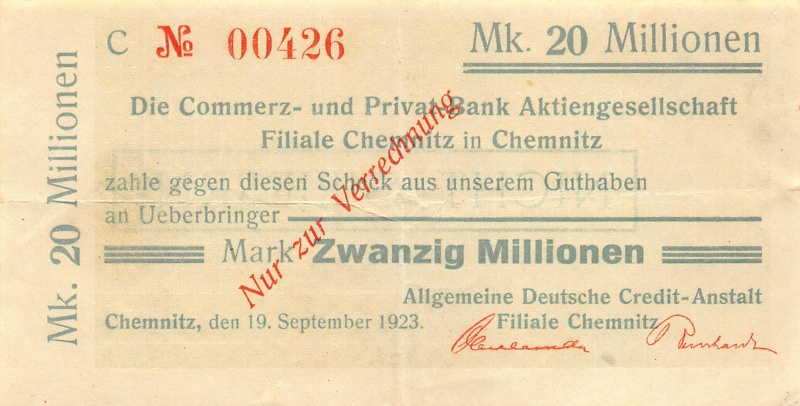 C № 00426
Mk. 20 Millionen
Mk. 20 Millionen
Die Commerz- und Privat-Bank Aktiengesellschaft
Filiale Chemnitz in Chemnitz
zahle gegen diesen Scheck aus unserem Guthaben
an Ueberbringer
Mark Zwanzig Millionen
Nur zur Verrechnung
Allgemeine Deutsche Credit-Anstalt
Chemnitz, den 19. September 1923.
Filiale Chemnitz